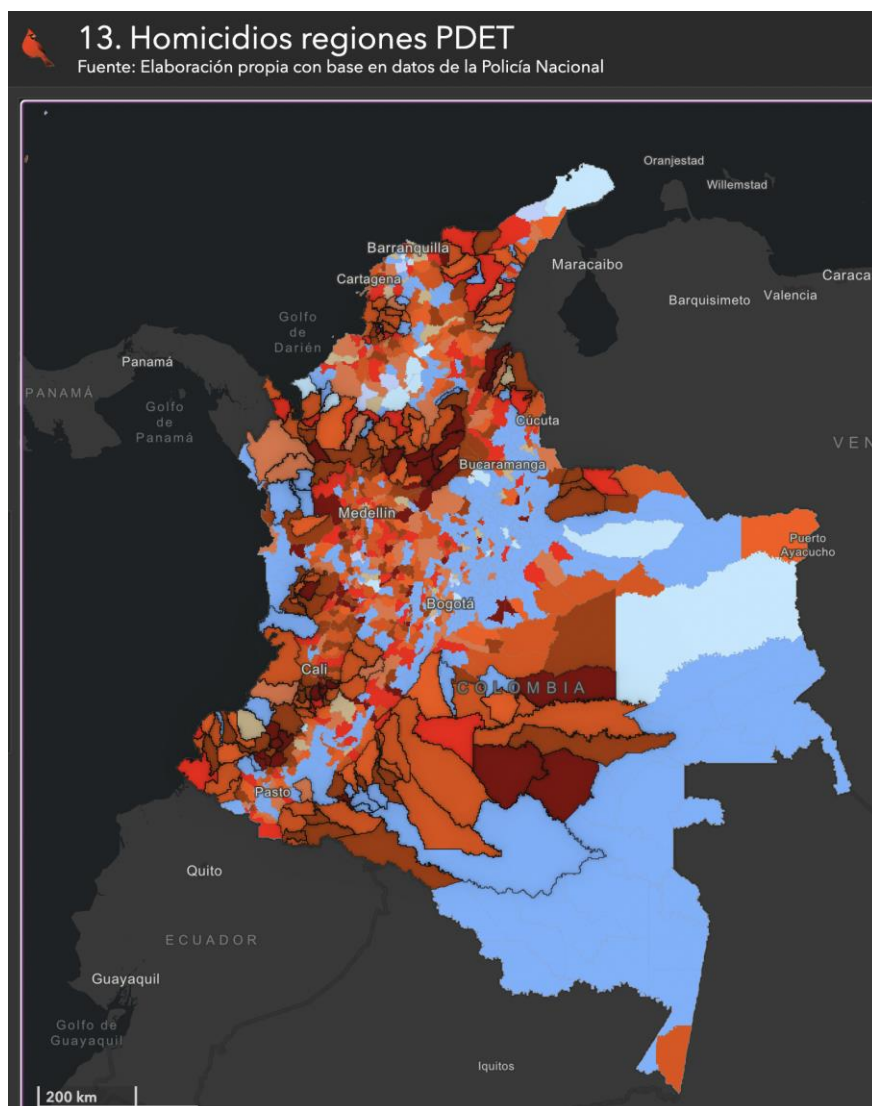 13. Homicidios regiones PDET
Fuente: Elaboración propia con base en datos de la Policía Nacional
Oranjestad
Willemstad
Barranquilla
Maracaibo
Cartagena
Caraca
Barquisimeto
Valencia
Golfo
de
Darién
Panamá
PANAMÁ
Golfo
de
Panamá
Cúcuta
VEN
Bucaramanga
Medellín
Puerto
Ayacucho
Bogotá
Cali
COLOMBIA
Pasto
Quito
ECUADOR
Guayaquil
Golfo de
Guayaquil
Iquitos
200 km